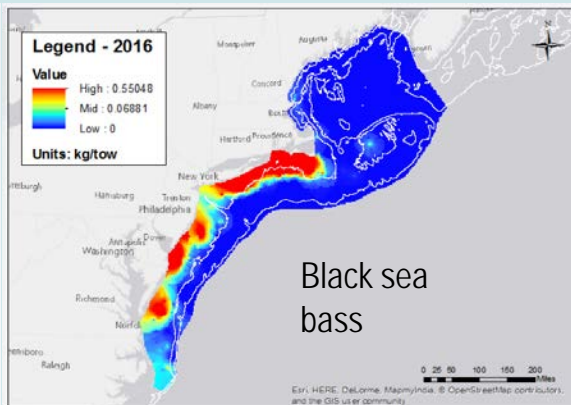 Legend - 2016
Value
High : 0.55048
Mid : 0.06881
Low : 0
Units: kg/tow
Montpelier
Augusta
Concord
Albany
Hartford Providence
New York
Trenton
Philadelphia
Dover
Annapolis
Washington
Richmond
Norfolk
Raleigh
Black sea
bass
0 25 50 100 150 200
Miles
Esri, HERE, DeLorme, MapmyIndia, © OpenStreetMap contributors,
and the GIS user community